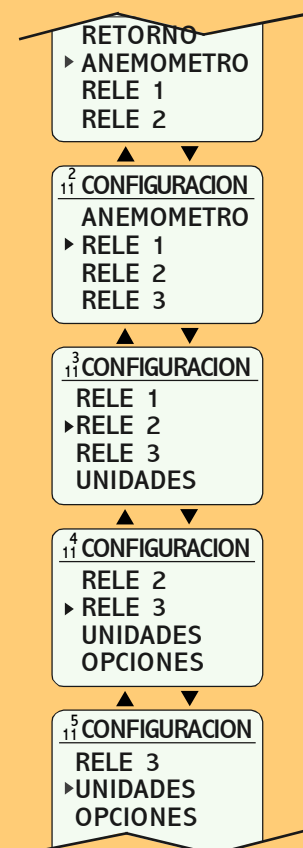 RETORNO
ANEMOMETRO
RELE 1
RELE 2
2
11 CONFIGURACION
ANEMOMETRO
RELE 1
RELE 2
RELE 3
3
11 CONFIGURACION
RELE 1
RELE 2
RELE 3
UNIDADES
4
11 CONFIGURACION
RELE 2
RELE 3
UNIDADES
OPCIONES
5
11 CONFIGURACION
RELE 3
UNIDADES
OPCIONES